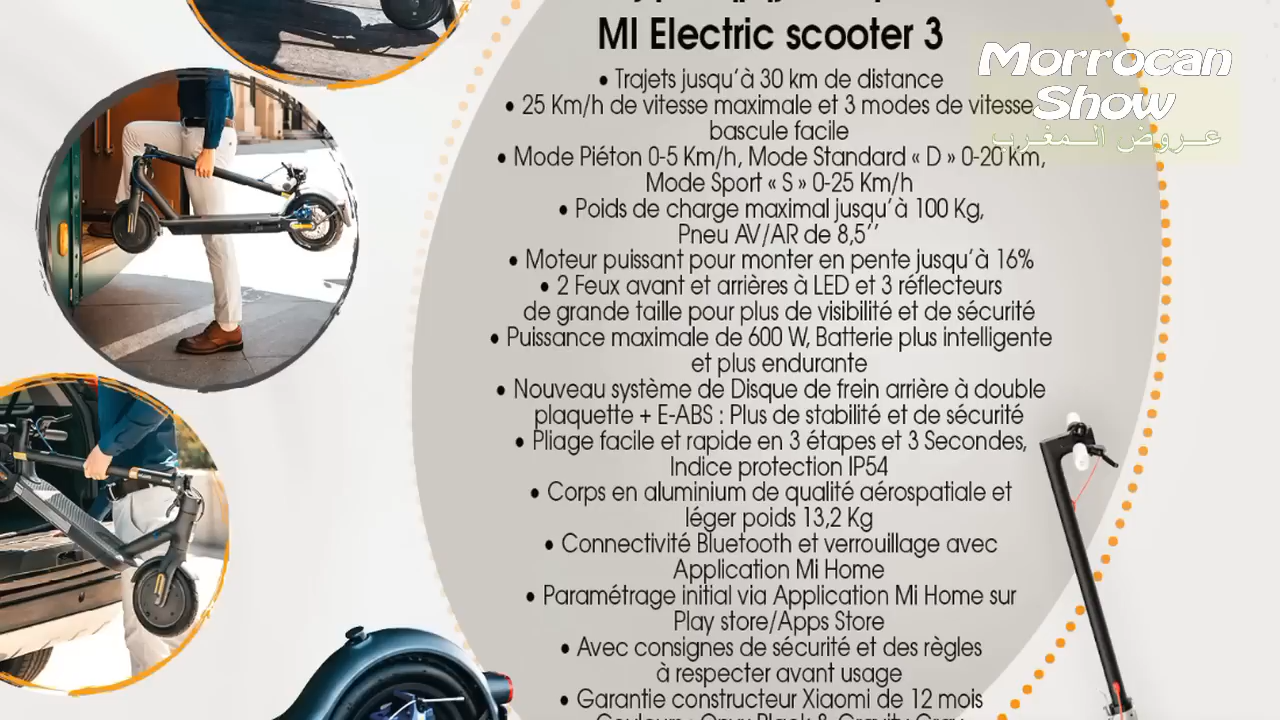 MI Electric scooter 3
• Trajets jusqu'à 30 km de distance
• 25 Km/h de vitesse maximale et 3 modes de vitesse
bascule facile
• Mode Piéton 0-5 Km/h, Mode Standard « D » 0-20 Km,
Mode Sport « S » 0-25 Km/h
• Poids de charge maximal jusqu'à 100 Kg,
Pneu AV/AR de 8,5''
• Moteur puissant pour monter en pente jusqu'à 16%
• 2 Feux avant et arrières à LED et 3 réflecteurs
de grande taille pour plus de visibilité et de sécurité
• Puissance maximale de 600 W, Batterie plus intelligente
et plus endurante
• Nouveau système de Disque de frein arrière à double
plaquette + E-ABS : Plus de stabilité et de sécurité
• Pliage facile et rapide en 3 étapes et 3 Secondes,
Indice protection IP54
• Corps en aluminium de qualité aérospatiale et
léger poids 13,2 Kg
• Connectivité Bluetooth et verrouillage avec
Application Mi Home
• Paramétrage initial via Application Mi Home sur
Play store/Apps Store
• Avec consignes de sécurité et des règles
à respecter avant usage
• Garantie constructeur Xiaomi de 12 mois
Couleurs : Onyx Black & Gravity Gray
Morrocan
Show
عروض المغرب